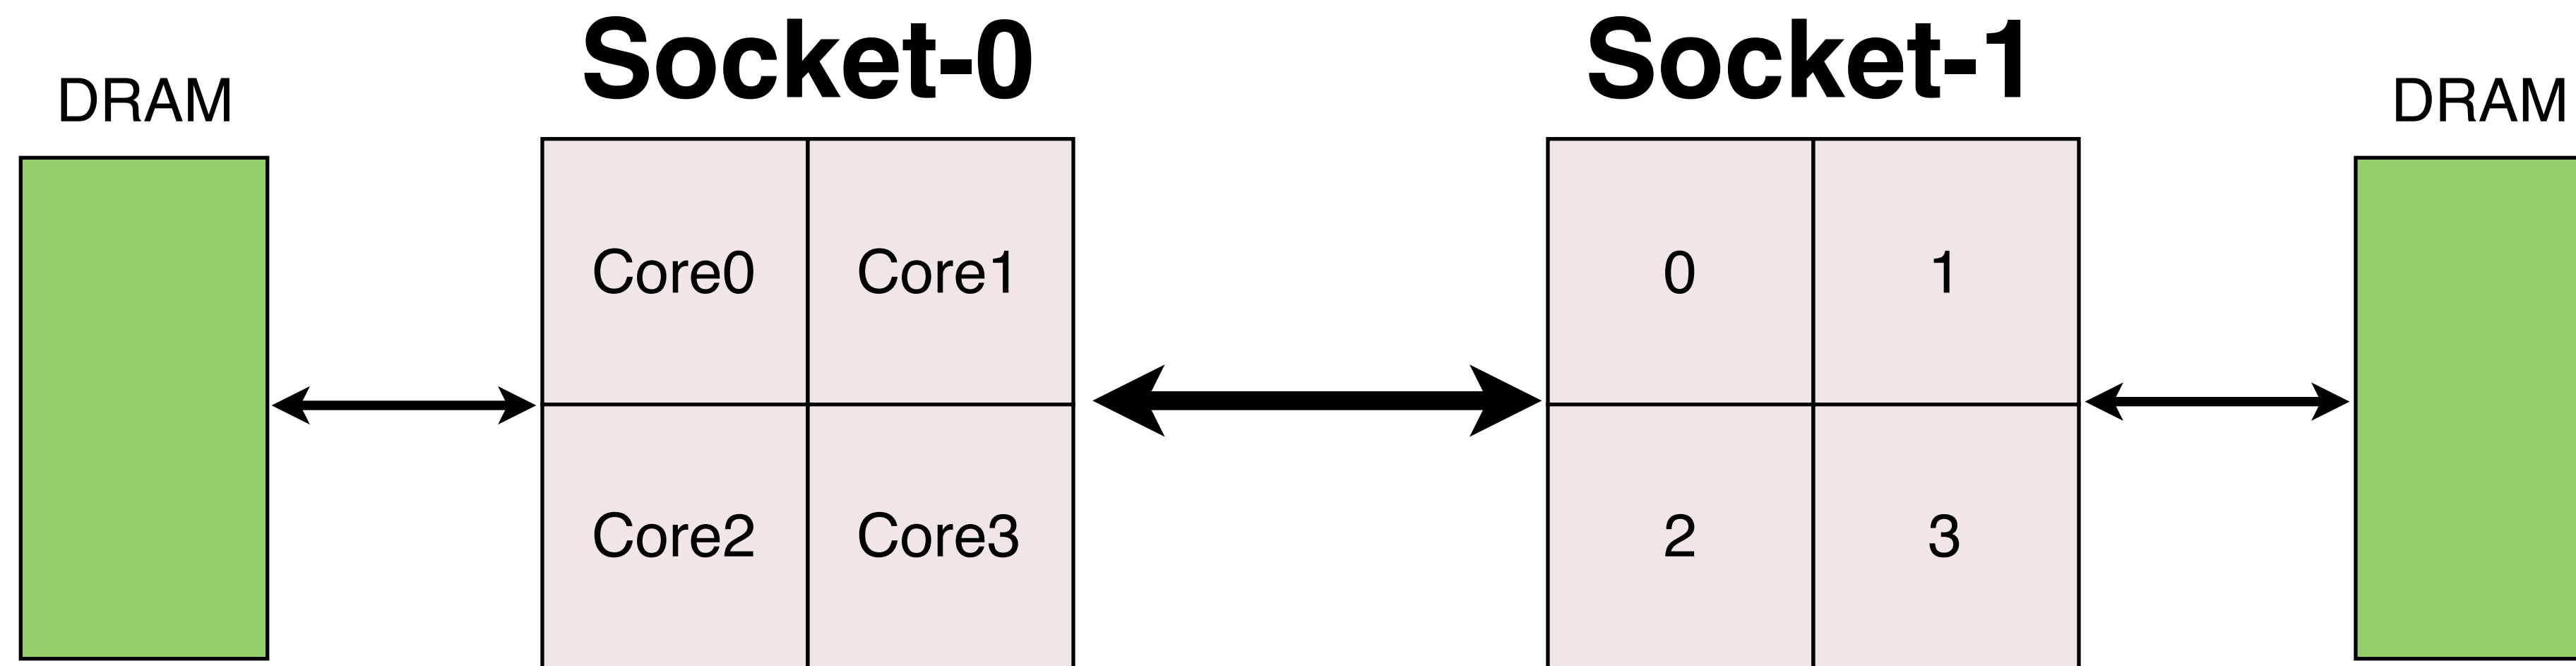 Socket-0
Socket-1
DRAM
DRAM
Core0
Core1
0
1
Core2
Core3
2
3